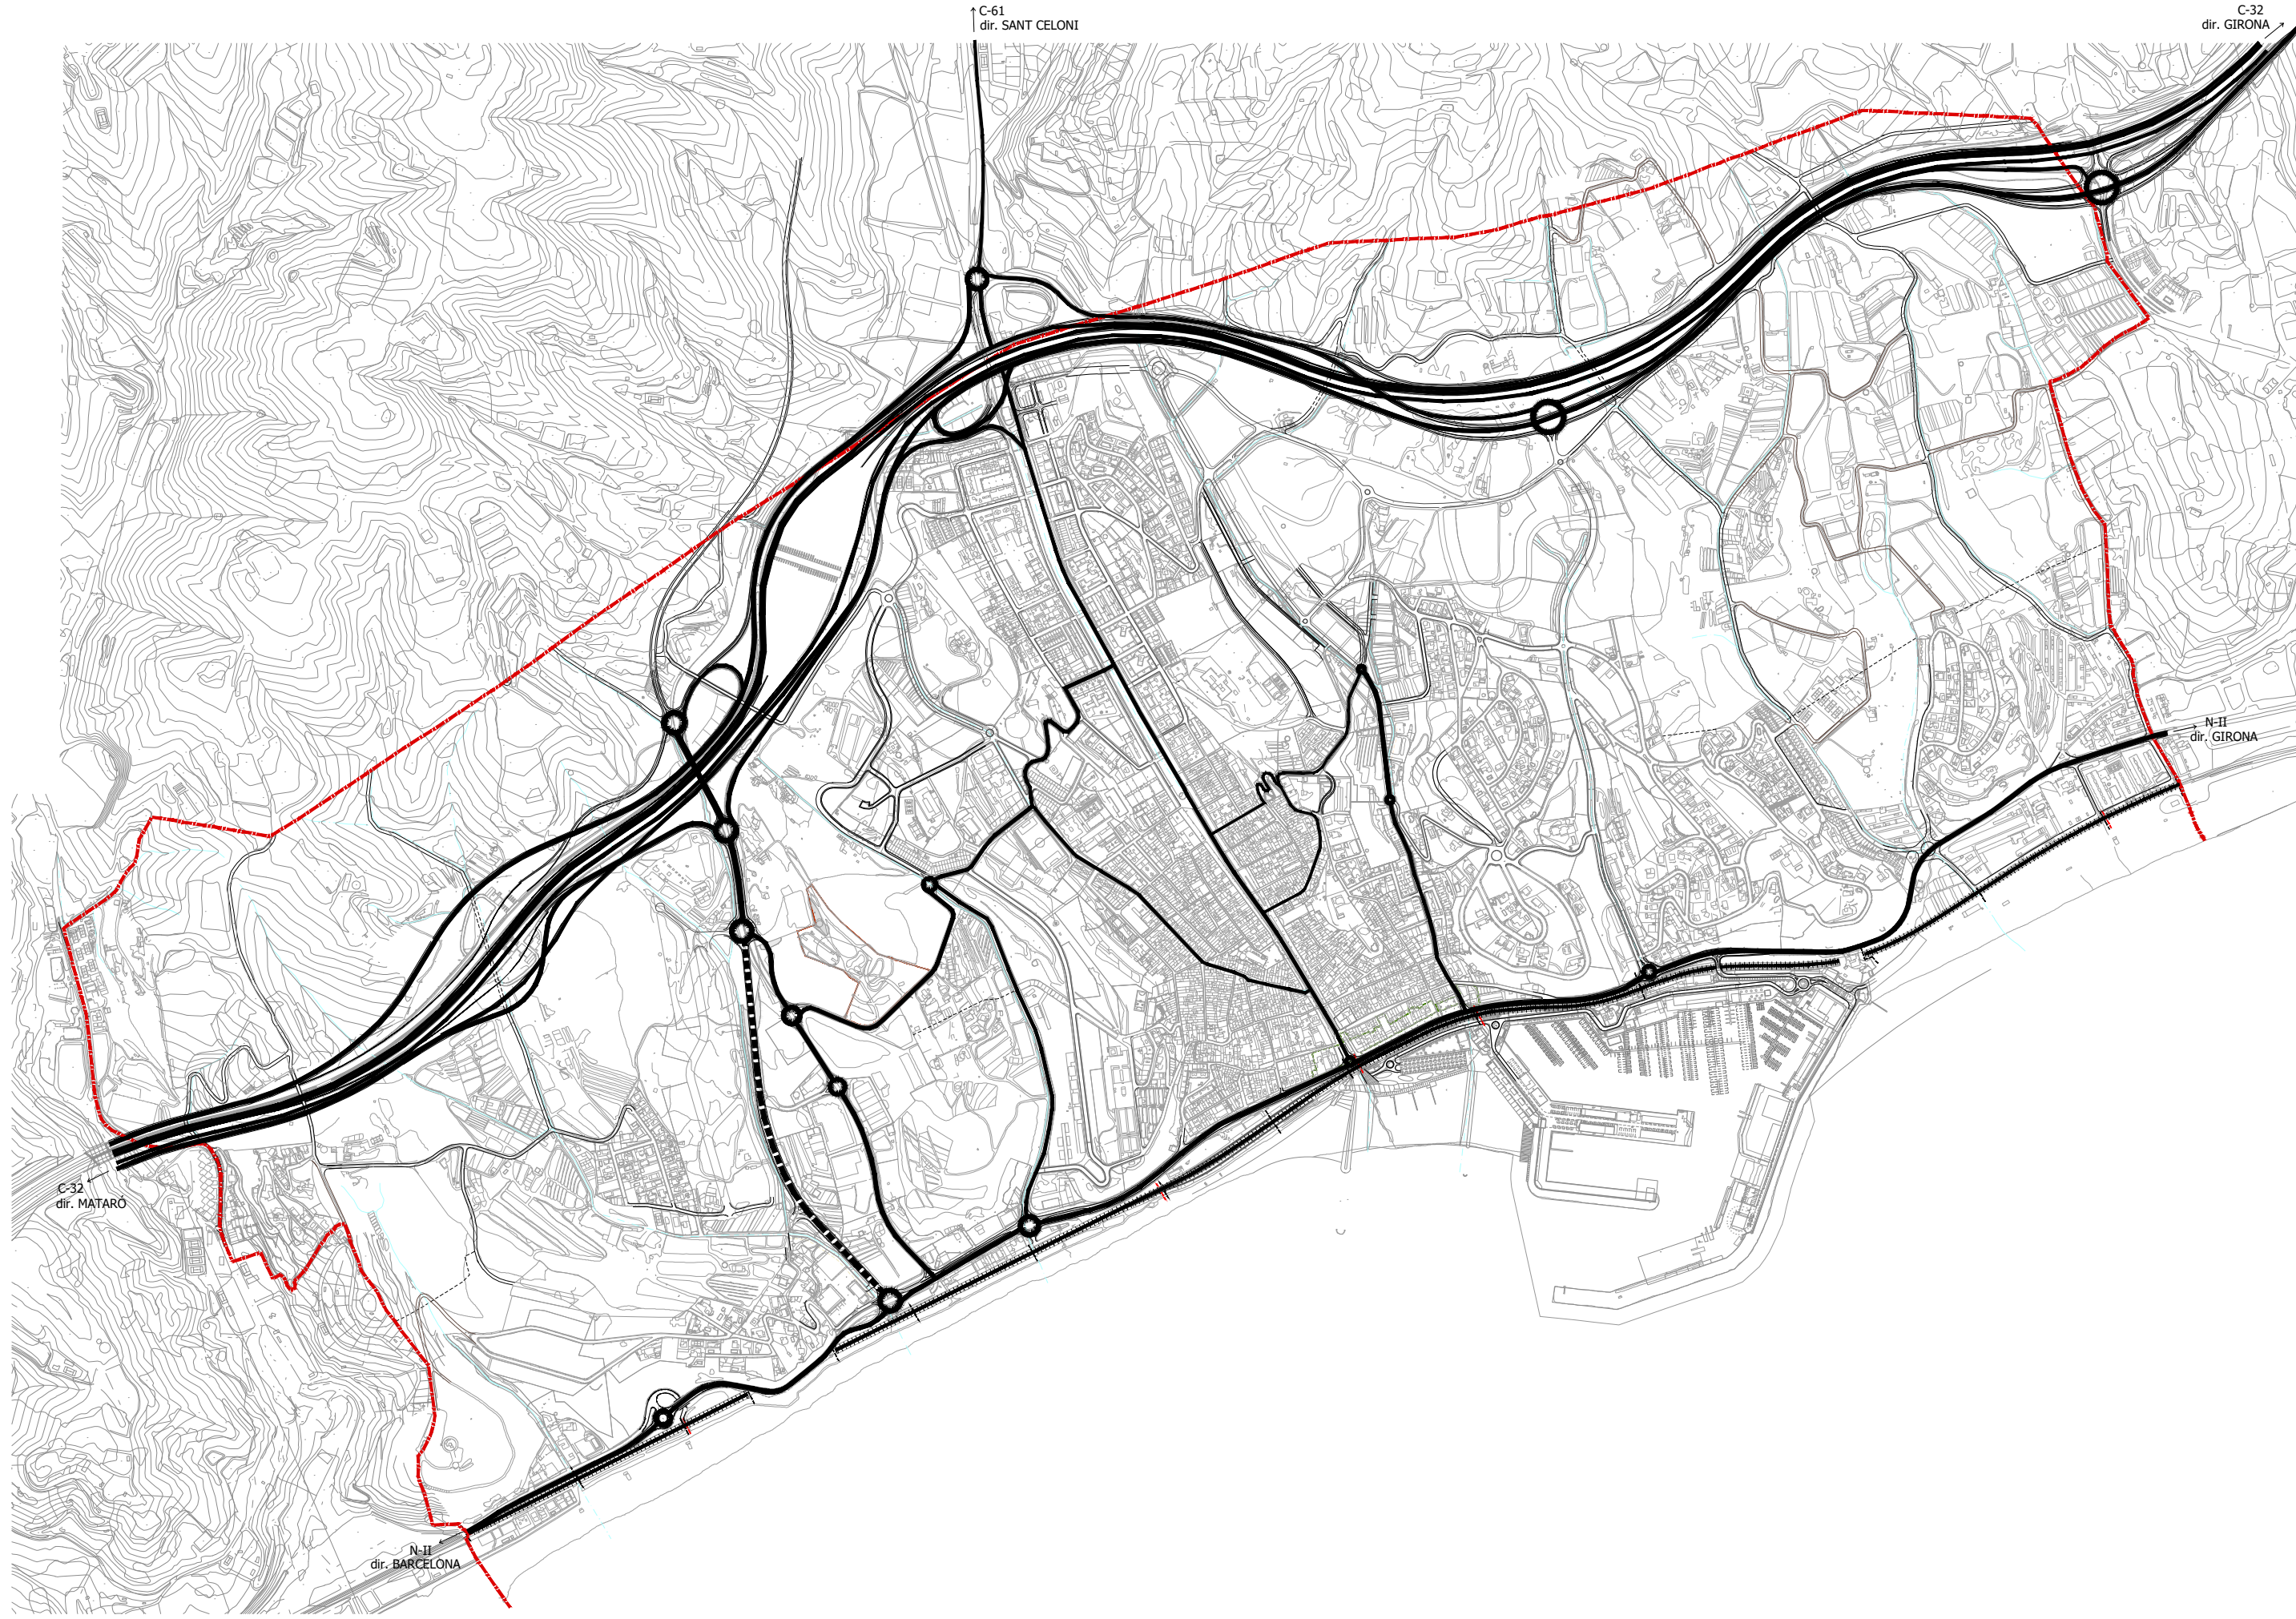 C-61
dir. SANT CELONI
C-32
dir. GIRONA
N-II
dir. GIRONA
C-32
dir. MATARÓ
N-II
dir. BARCELONA